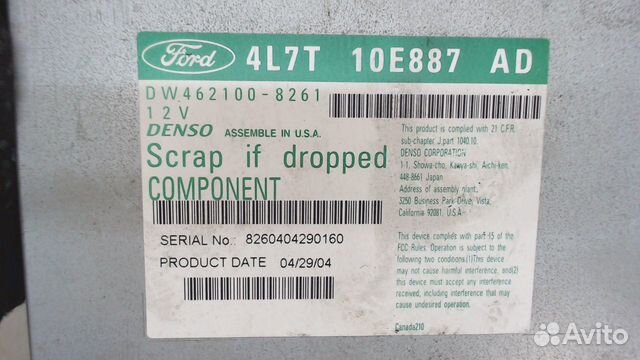 Ford 4L7T 10E887 AD
DW462100-8261
12V
DENSO ASSEMBLE IN U.S.A.
Scrap if dropped
COMPONENT
SERIAL No.: 8260404290160
PRODUCT DATE 04/29/04
This product is complied with 21 C.F.R.
sub-chapter J,part 1040.10.
DENSO CORPORATION
1-1, Showa-cho, Kariya-shi, Aichi-ken,
448-8661 Japan
Address of assembly plant:
3250 Business Park Drive, Vista,
California 92081, U.S.A.
This device complies with part 15 of the
FCC Rules. Operation is subject to the
following two conditions.(1)This device
may not cause harmful interference, and(2)
this device must accept any interference
received, including interference that may
cause undesired operation.
Canada210
Avito